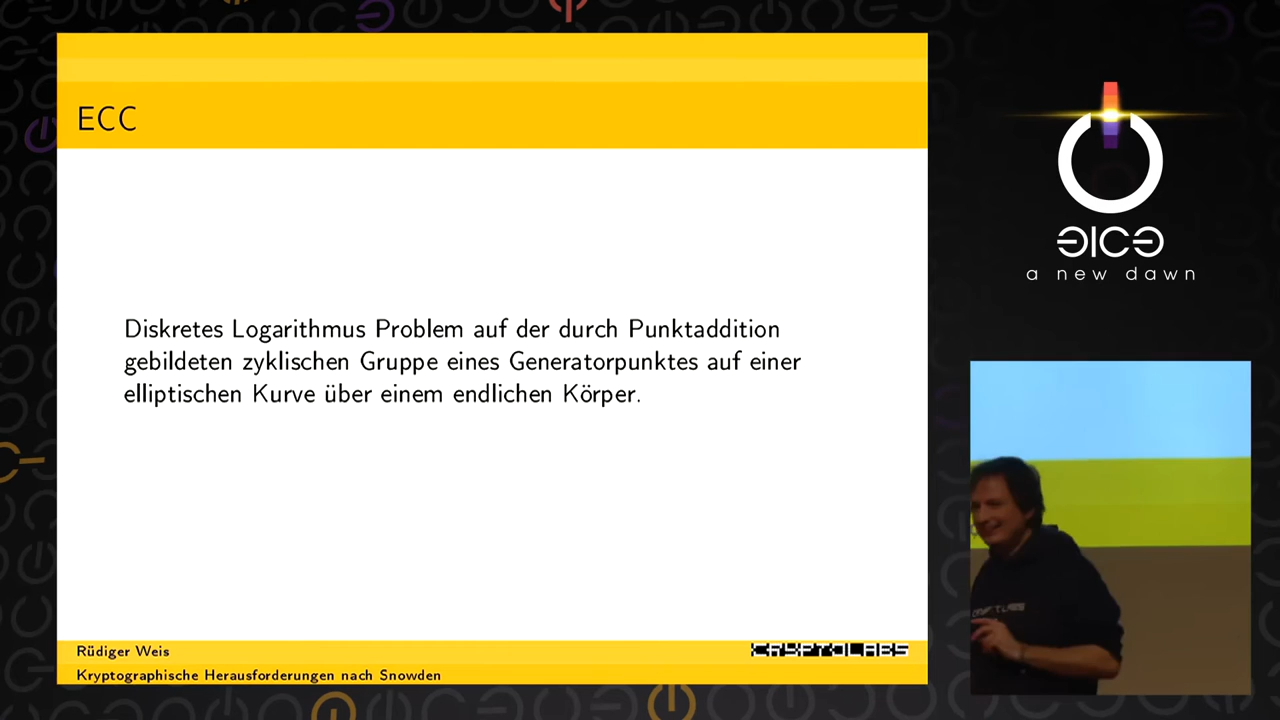 ECC
Diskretes Logarithmus Problem auf der durch Punktaddition
gebildeten zyklischen Gruppe eines Generatorpunktes auf einer
elliptischen Kurve über einem endlichen Körper.
Rüdiger Weis
CRYPTOLABS
Kryptographische Herausforderungen nach Snowden
a new dawn